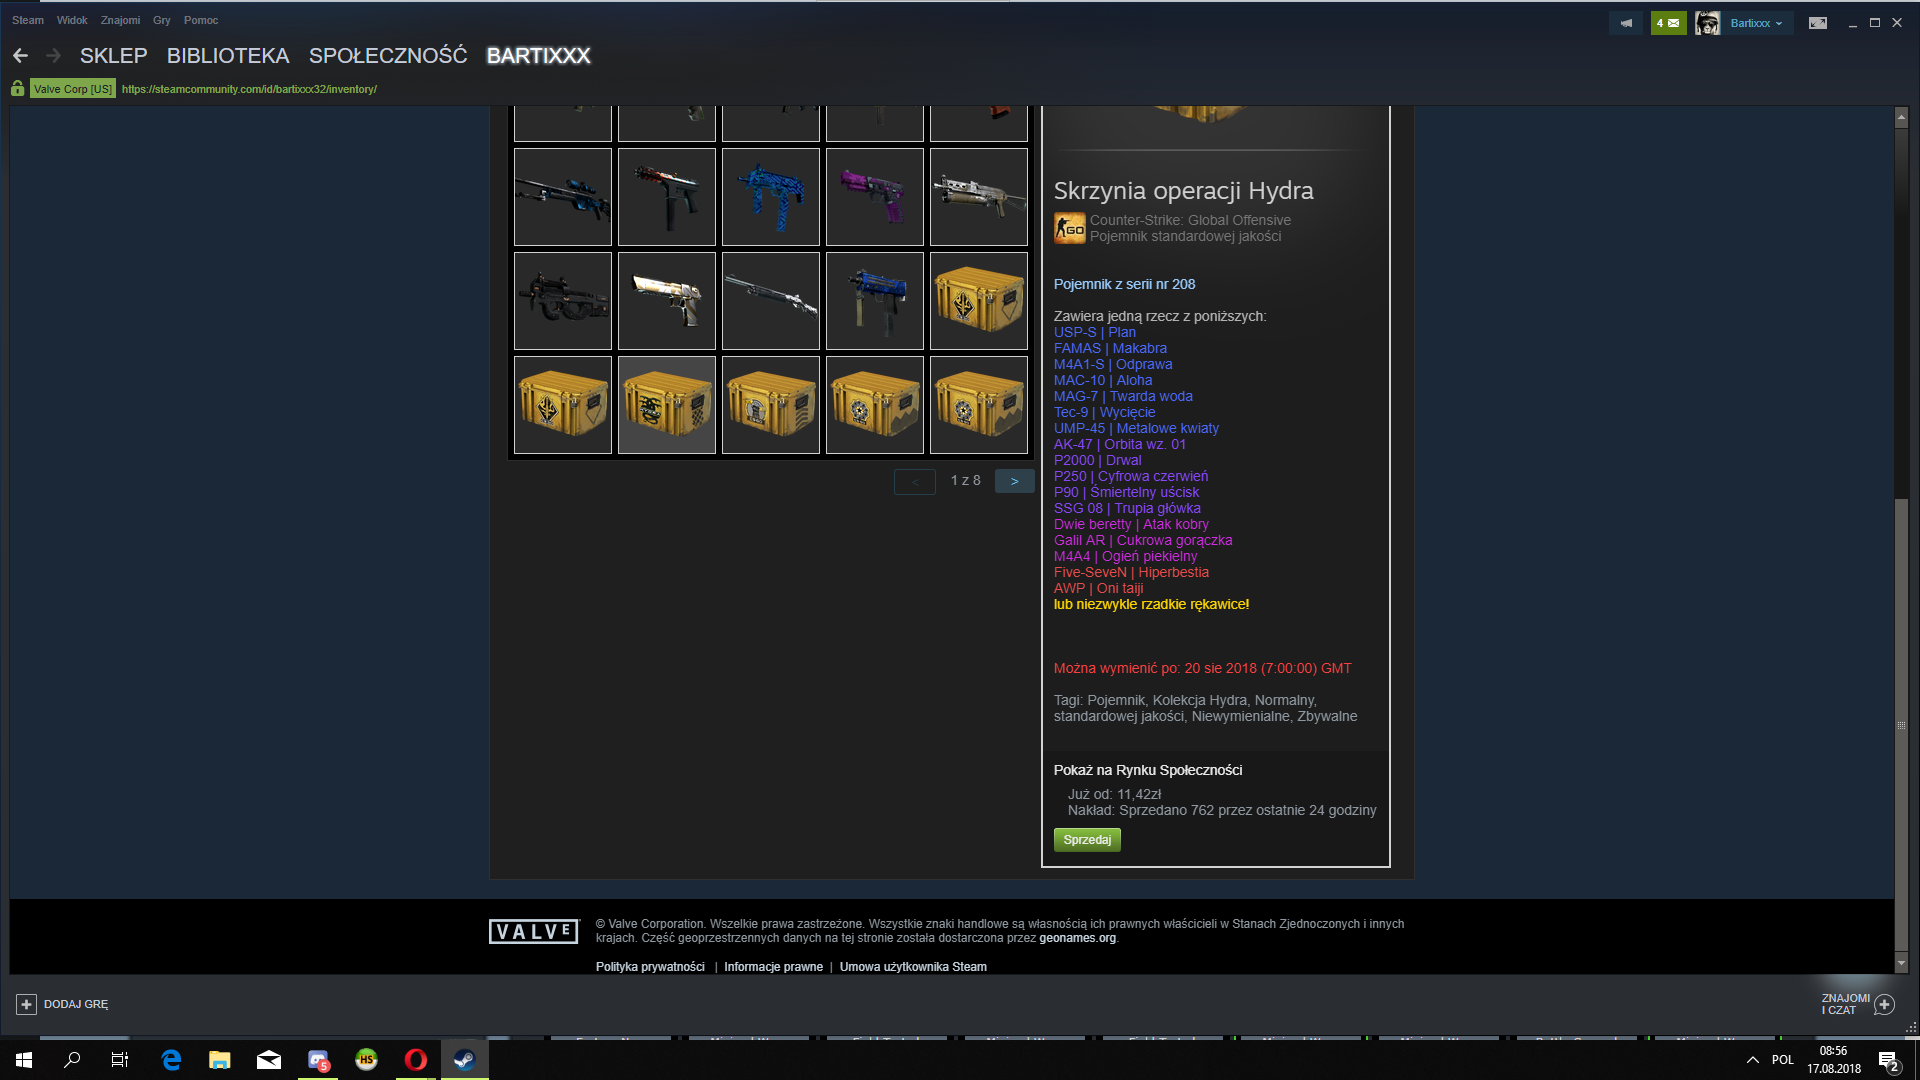 Steam Widok Znajomi Gry Pomoc
4 Bartixxx
SKLEP BIBLIOTEKA SPOŁECZNOŚĆ BARTIXXX
Valve Corp [US] https://steamcommunity.com/id/bartixxx32/inventory/
Skrzynia operacji Hydra
GO
Counter-Strike: Global Offensive
Pojemnik standardowej jakości
Pojemnik z serii nr 208
Zawiera jedną rzecz z poniższych:
USP-S | Plan
FAMAS | Makabra
M4A1-S | Odprawa
MAC-10 | Aloha
MAG-7 | Twarda woda
Tec-9 | Wycięcie
UMP-45 | Metalowe kwiaty
AK-47 | Orbita wz. 01
P2000 | Drwal
P250 | Cyfrowa czerwień
P90 | Śmiertelny uścisk
SSG 08 | Trupia główka
Dwie beretty | Atak kobry
Galil AR | Cukrowa gorączka
M4A4 | Ogień piekielny
Five-SeveN | Hiperbestia
AWP | Oni taiji
lub niezwykle rzadkie rękawice!
< 1 z 8 >
Można wymienić po: 20 sie 2018 (7:00:00) GMT
Tagi: Pojemnik, Kolekcja Hydra, Normalny,
standardowej jakości, Niewymienialne, Zbywalne
Pokaż na Rynku Społeczności
Już od: 11,42zł
Nakład: Sprzedano 762 przez ostatnie 24 godziny
Sprzedaj
VALVE
© Valve Corporation. Wszelkie prawa zastrzeżone. Wszystkie znaki handlowe są własnością ich prawnych właścicieli w Stanach Zjednoczonych i innych
krajach. Część geoprzestrzennych danych na tej stronie została dostarczona przez geonames.org.
Polityka prywatności | Informacje prawne | Umowa użytkownika Steam
DODAJ GRĘ
ZNAJOMI
I CZAT
5
HS
POL
08:56
17.08.2018
2